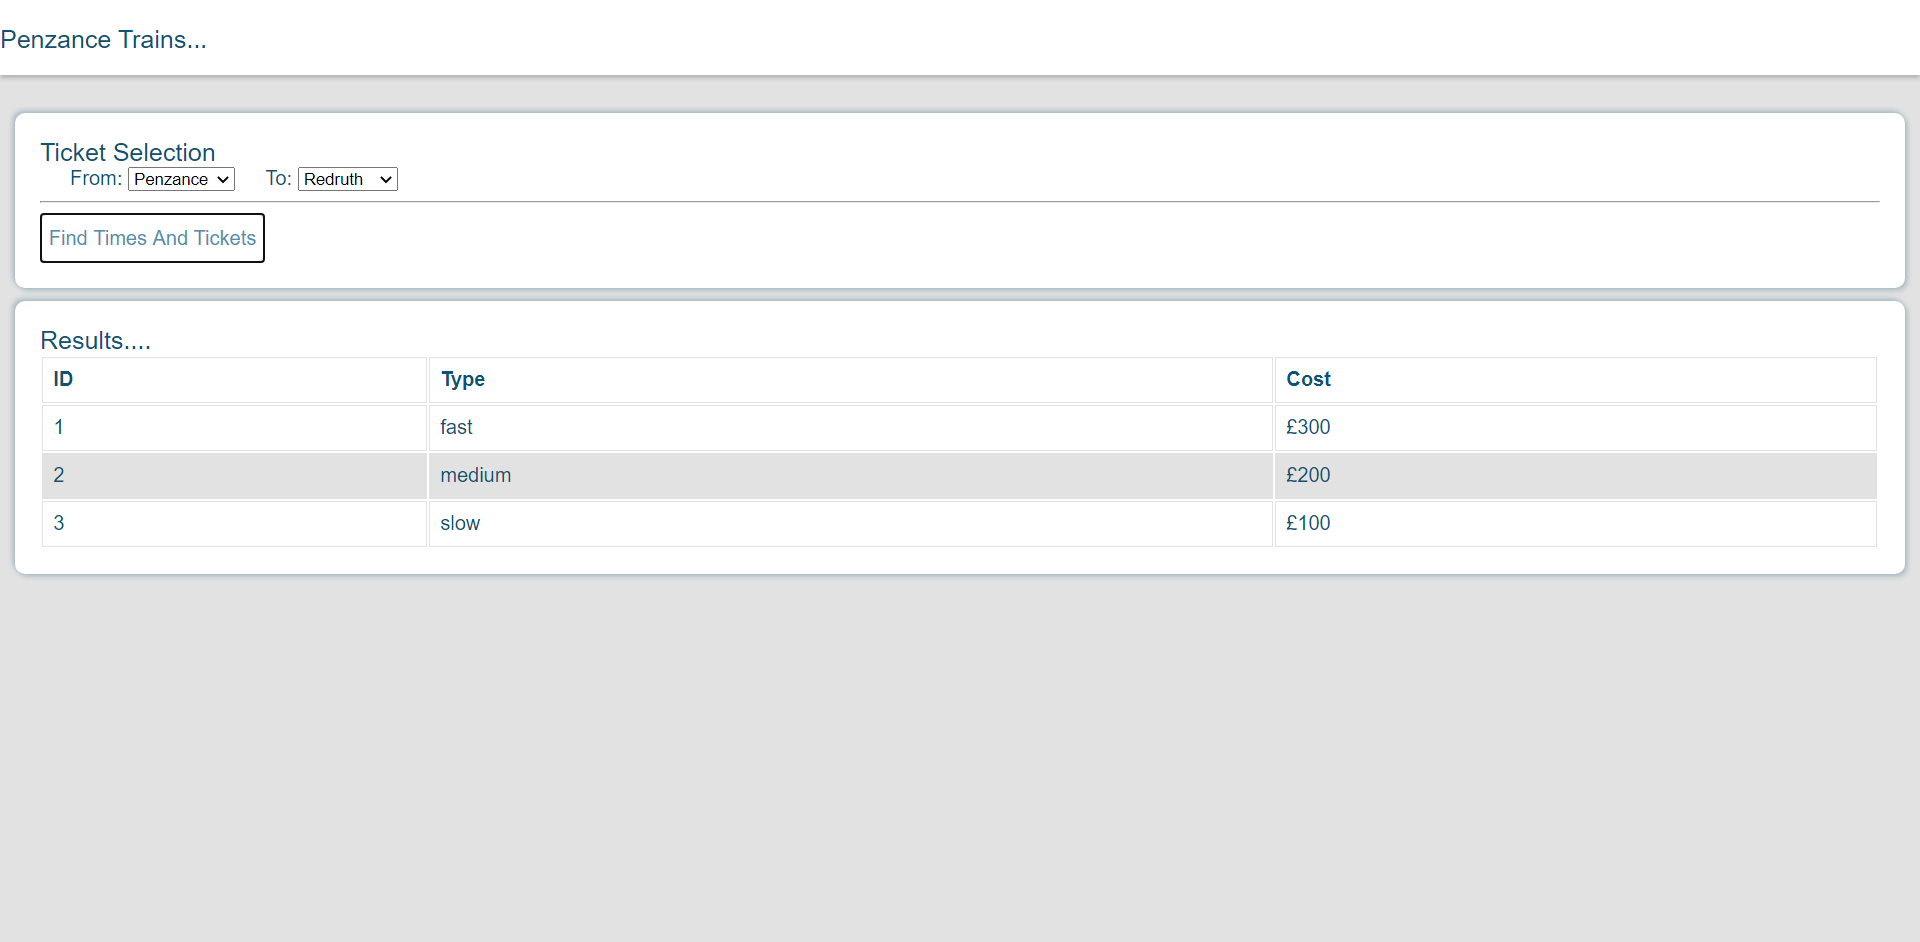 Penzance Trains...
Ticket Selection
From: Penzance To: Redruth
Find Times And Tickets
Results....
ID Type Cost
1 fast £300
2 medium £200
3 slow £100